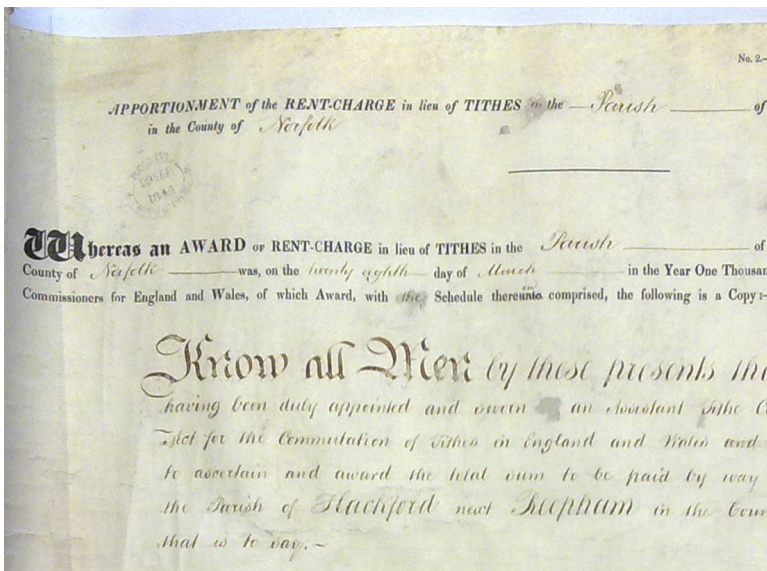 No. 2.—
APPORTIONMENT of the RENT-CHARGE in lieu of TITHES in the Parish of
in the County of Norfolk
SEP
1844
Whereas an AWARD OF RENT-CHARGE in lieu of TITHES in the Parish of
County of Norfolk was, on the twenty eighth day of March in the Year One Thousan
Commissioners for England and Wales, of which Award, with the Schedule thereunto comprised, the following is a Copy:—
Know all Men by these presents tha
having been duly appointed and sworn an Assistant Tithe C
Act for the Commutation of Tithes in England and Wales and
to ascertain and award the total sum to be paid by way
the Parish of Hackford next Reepham in the Coun
that is to say.—